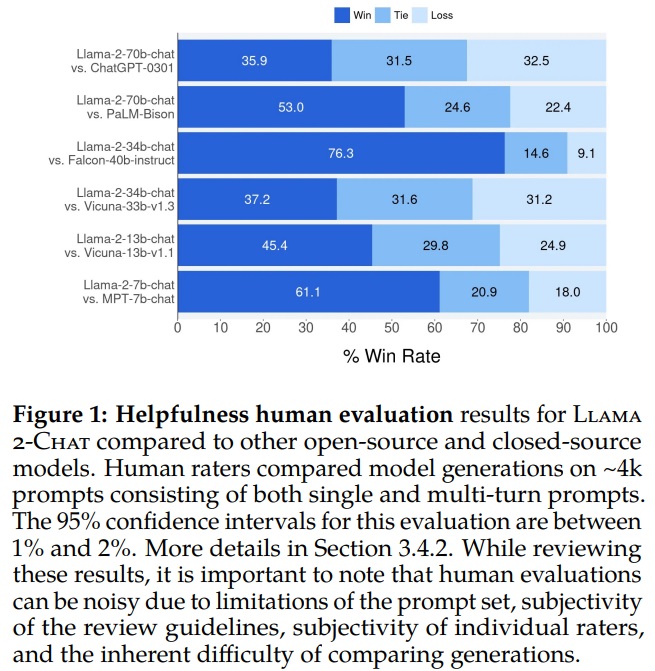 Win Tie Loss
Llama-2-70b-chat
vs. ChatGPT-0301
35.9 31.5 32.5
Llama-2-70b-chat
vs. PaLM-Bison
53.0 24.6 22.4
Llama-2-34b-chat
vs. Falcon-40b-instruct
76.3 14.6 9.1
Llama-2-34b-chat
vs. Vicuna-33b-v1.3
37.2 31.6 31.2
Llama-2-13b-chat
vs. Vicuna-13b-v1.1
45.4 29.8 24.9
Llama-2-7b-chat
vs. MPT-7b-chat
61.1 20.9 18.0
0 10 20 30 40 50 60 70 80 90 100
% Win Rate
Figure 1: Helpfulness human evaluation results for LLAMA
2-CHAT compared to other open-source and closed-source
models. Human raters compared model generations on ~4k
prompts consisting of both single and multi-turn prompts.
The 95% confidence intervals for this evaluation are between
1% and 2%. More details in Section 3.4.2. While reviewing
these results, it is important to note that human evaluations
can be noisy due to limitations of the prompt set, subjectivity
of the review guidelines, subjectivity of individual raters,
and the inherent difficulty of comparing generations.